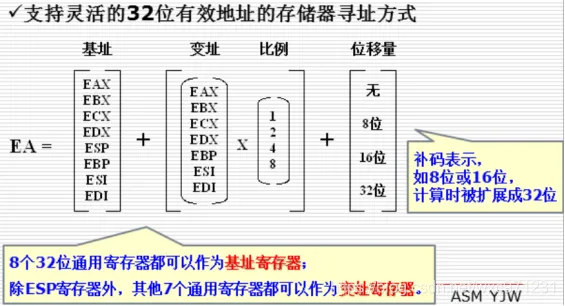 ✓支持灵活的32位有效地址的存储器寻址方式
基址 变址 比例 位移量
EA =
EAX
EBX
ECX
EDX
ESP
EBP
ESI
EDI
+
EAX
EBX
ECX
EDX
EBP
ESI
EDI
X
1
2
4
8
+
无
8位
16位
32位
补码表示，
如8位或16位，
计算时被扩展成32位
8个32位通用寄存器都可以作为基址寄存器；
除ESP寄存器外，其他7个通用寄存器都可以作为变址寄存器。
ASM YJW